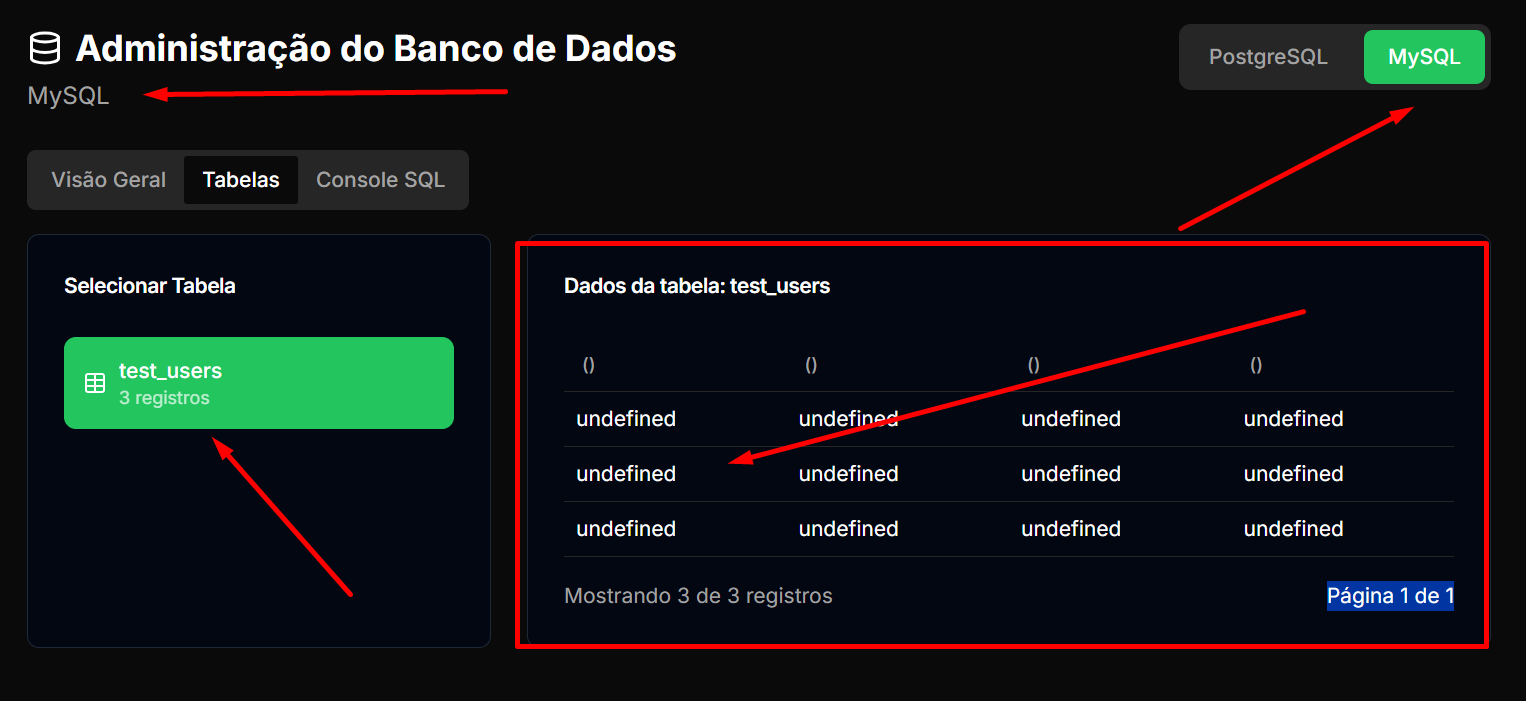 Administração do Banco de Dados
MySQL
PostgreSQL
MySQL
Visão Geral
Tabelas
Console SQL
Selecionar Tabela
test_users
3 registros
Dados da tabela: test_users
() () () ()
undefined undefined undefined undefined
undefined undefined undefined undefined
undefined undefined undefined undefined
Mostrando 3 de 3 registros
Página 1 de 1